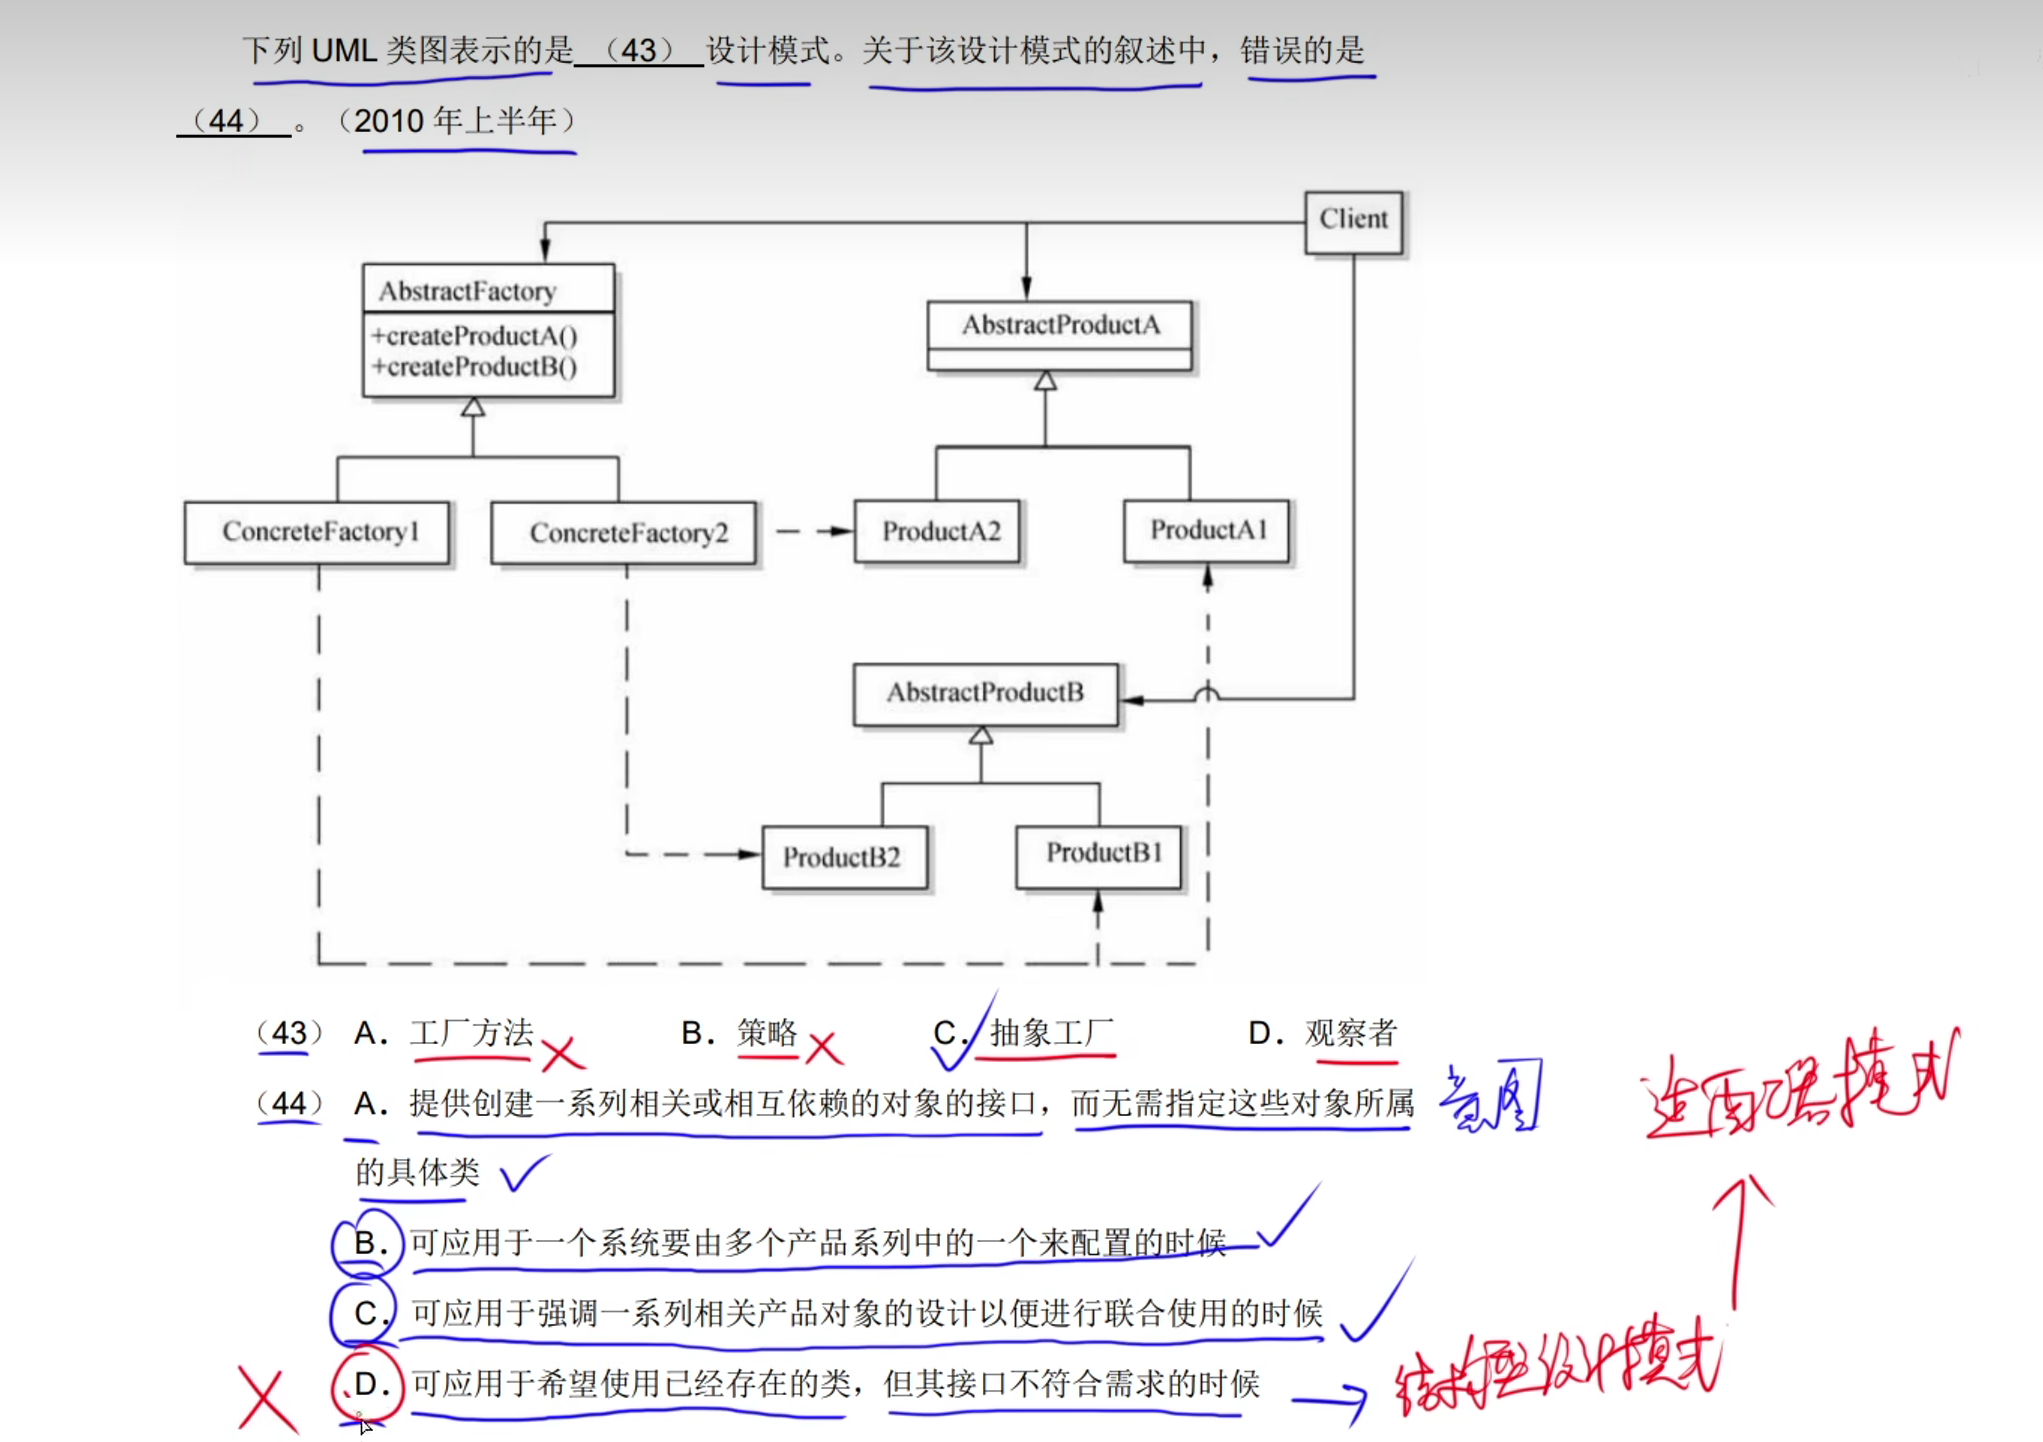 下列 UML 类图表示的是 （43） 设计模式。关于该设计模式的叙述中，错误的是
（44） 。（2010 年上半年）
Client
AbstractFactory
+createProductA()
+createProductB()
AbstractProductA
ConcreteFactory1
ConcreteFactory2
ProductA2
ProductA1
AbstractProductB
ProductB2
ProductB1
（43） A．工厂方法 B．策略 C．抽象工厂 D．观察者
（44） A．提供创建一系列相关或相互依赖的对象的接口，而无需指定这些对象所属 意图
的具体类
B．可应用于一个系统要由多个产品系列中的一个来配置的时候
C．可应用于强调一系列相关产品对象的设计以便进行联合使用的时候
D．可应用于希望使用已经存在的类，但其接口不符合需求的时候
结构型设计模式
适配器模式